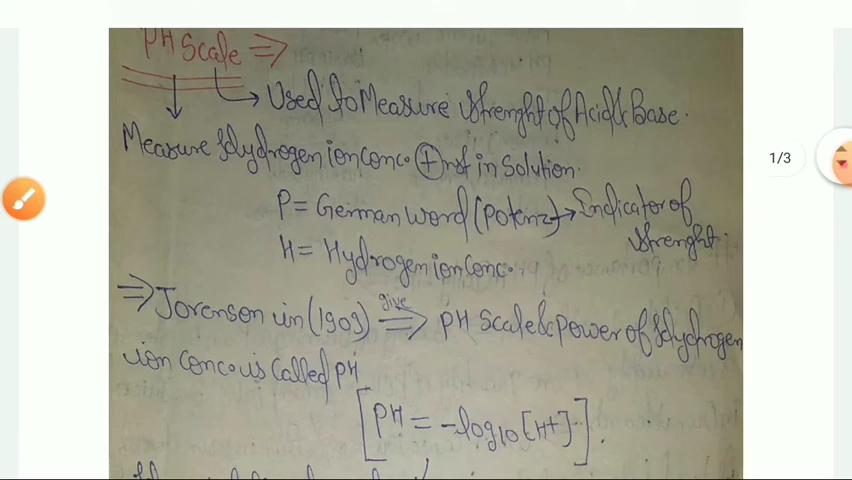 PH Scale ⇒
Used to Measure Strenght of Acid & Base.
Measure Hydrogen ion conc. ⊕nt in Solution.
P = German word (Potenz) → Indicator of Strenght.
H = Hydrogen ion conc.
⇒ Jorenson in (1909) give ⇒ PH Scale & power of Hydrogen
ion conc. is called PH
[PH = -log10 [H+]].
1/3